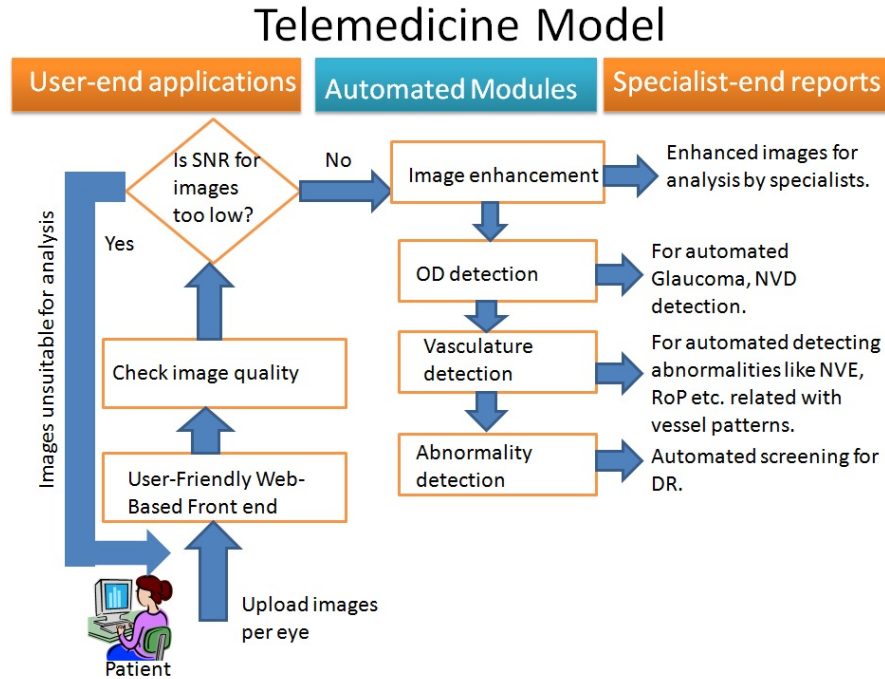 Telemedicine Model
User-end applications
Automated Modules
Specialist-end reports
Is SNR for
images
too low?
No
Yes
Images unsuitable for analysis
Check image quality
User-Friendly Web-
Based Front end
Upload images
per eye
Patient
Image enhancement
Enhanced images for
analysis by specialists.
OD detection
For automated
Glaucoma, NVD
detection.
Vasculature
detection
For automated detecting
abnormalities like NVE,
RoP etc. related with
vessel patterns.
Abnormality
detection
Automated screening for
DR.